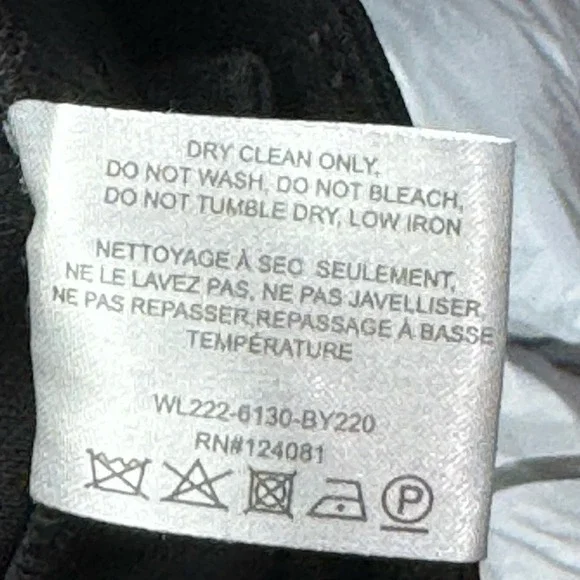 DRY CLEAN ONLY,
DO NOT WASH, DO NOT BLEACH,
DO NOT TUMBLE DRY, LOW IRON
NETTOYAGE À SEC SEULEMENT,
NE LE LAVEZ PAS, NE PAS JAVELLISER
NE PAS REPASSER,REPASSAGE À BASSE
TEMPÉRATURE
WL222-6130-BY220
RN#124081
P